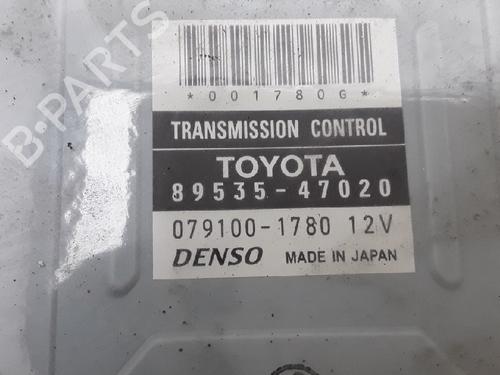 B-PARTS
*001780G*
TRANSMISSION CONTROL
TOYOTA
89535-47020
079100-1780 12V
DENSO MADE IN JAPAN